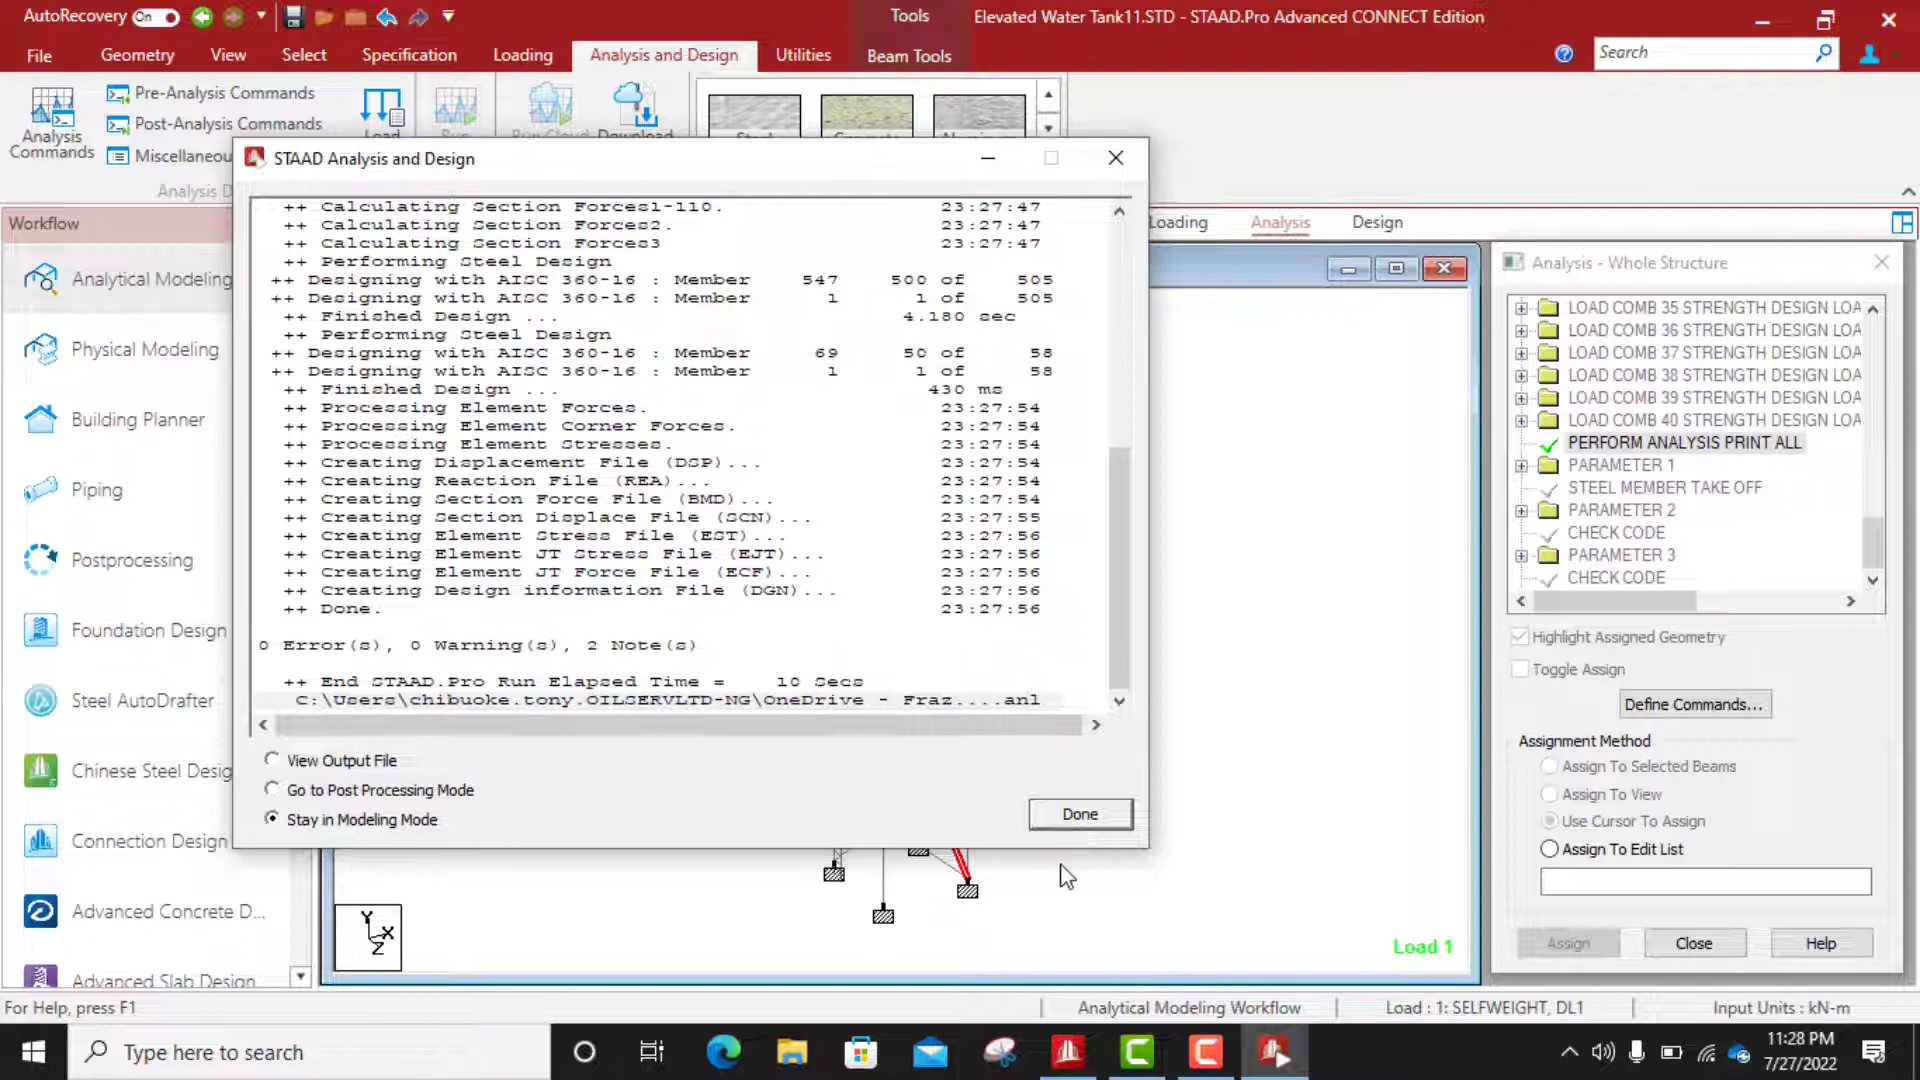 AutoRecovery On
Tools
Elevated Water Tank11.STD - STAAD.Pro Advanced CONNECT Edition
File Geometry View Select Specification Loading Analysis and Design Utilities Beam Tools
Search
Analysis Commands
Pre-Analysis Commands
Post-Analysis Commands
Miscellaneou
Load
Download
Analysis D
Workflow
Analytical Modeling
Physical Modeling
Building Planner
Piping
Postprocessing
Foundation Design
Steel AutoDrafter
Chinese Steel Desig
Connection Design
Advanced Concrete D...
Advanced Slab Design
STAAD Analysis and Design
++ Calculating Section Forces1-110. 23:27:47
++ Calculating Section Forces2. 23:27:47
++ Calculating Section Forces3 23:27:47
++ Performing Steel Design
++ Designing with AISC 360-16 : Member 547 500 of 505
++ Designing with AISC 360-16 : Member 1 1 of 505
++ Finished Design ... 4.180 sec
++ Performing Steel Design
++ Designing with AISC 360-16 : Member 69 50 of 58
++ Designing with AISC 360-16 : Member 1 1 of 58
++ Finished Design ... 430 ms
++ Processing Element Forces. 23:27:54
++ Processing Element Corner Forces. 23:27:54
++ Processing Element Stresses. 23:27:54
++ Creating Displacement File (DSP)... 23:27:54
++ Creating Reaction File (REA)... 23:27:54
++ Creating Section Force File (BMD)... 23:27:54
++ Creating Section Displace File (SCN)... 23:27:55
++ Creating Element Stress File (EST)... 23:27:56
++ Creating Element JT Stress File (EJT)... 23:27:56
++ Creating Element JT Force File (ECF)... 23:27:56
++ Creating Design information File (DGN)... 23:27:56
++ Done. 23:27:56
0 Error(s), 0 Warning(s), 2 Note(s)
++ End STAAD.Pro Run Elapsed Time = 10 Secs
C:\Users\chibuoke.tony.OILSERVLTD-NG\OneDrive - Fraz....anl
View Output File
Go to Post Processing Mode
Stay in Modeling Mode
Done
Loading Analysis Design
Y
X
Z
Load 1
Analysis - Whole Structure
LOAD COMB 35 STRENGTH DESIGN LOA
LOAD COMB 36 STRENGTH DESIGN LOA
LOAD COMB 37 STRENGTH DESIGN LOA
LOAD COMB 38 STRENGTH DESIGN LOA
LOAD COMB 39 STRENGTH DESIGN LOA
LOAD COMB 40 STRENGTH DESIGN LOA
PERFORM ANALYSIS PRINT ALL
PARAMETER 1
STEEL MEMBER TAKE OFF
PARAMETER 2
CHECK CODE
PARAMETER 3
CHECK CODE
Highlight Assigned Geometry
Toggle Assign
Define Commands...
Assignment Method
Assign To Selected Beams
Assign To View
Use Cursor To Assign
Assign To Edit List
Assign Close Help
For Help, press F1
Analytical Modeling Workflow
Load : 1: SELFWEIGHT, DL1
Input Units : kN-m
Type here to search
11:28 PM
7/27/2022